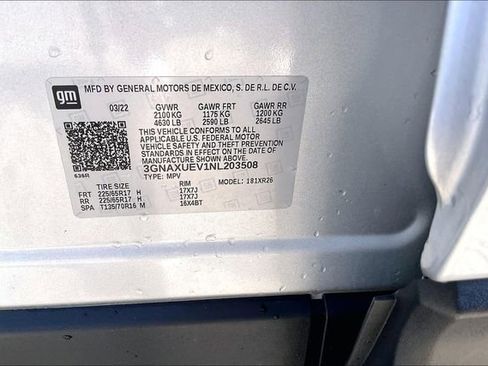 gm MFD BY GENERAL MOTORS DE MEXICO, S. DE R.L. DE C.V.
03/22 GVWR GAWR FRT GAWR RR
2100 KG 1175 KG 1200 KG
4630 LB 2590 LB 2645 LB
THIS VEHICLE CONFORMS TO ALL
APPLICABLE U.S. FEDERAL MOTOR
VEHICLE SAFETY AND THEFT PREVENTION
STANDARDS IN EFFECT ON THE DATE OF
MANUFACTURE SHOWN ABOVE.
3GNAXUEV1NL203508
TYPE: MPV MODEL: 181XR26
TIRE SIZE RIM
FRT 225/65R17 H 17X7J
RR 225/65R17 H 17X7J
SPA T135/70R16 M 16X4BT